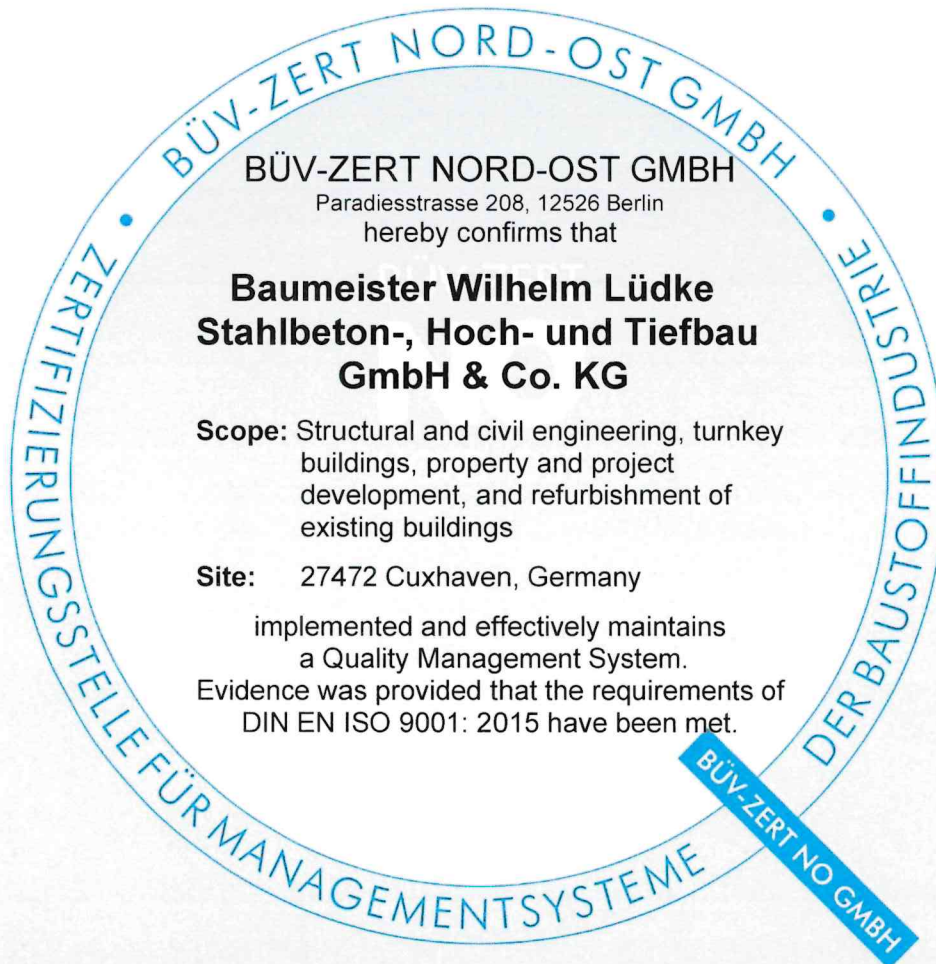 BÜV-ZERT NORD-OST GMBH
ZERTIFIZIERUNGSSTELLE FÜR MANAGEMENTSYSTEME
DER BAUSTOFFINDUSTRIE
BÜV-ZERT NORD-OST GMBH
Paradiesstrasse 208, 12526 Berlin
hereby confirms that
Baumeister Wilhelm Lüdke
Stahlbeton-, Hoch- und Tiefbau
GmbH & Co. KG
Scope: Structural and civil engineering, turnkey
buildings, property and project
development, and refurbishment of
existing buildings
Site: 27472 Cuxhaven, Germany
implemented and effectively maintains
a Quality Management System.
Evidence was provided that the requirements of
DIN EN ISO 9001: 2015 have been met.
BÜV-ZERT NO GMBH
BÜV-ZERT
NO